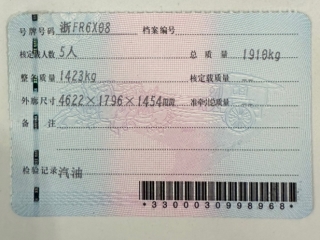 号牌号码 浙FR6X08 档案编号
核定载人数 5人 总质量 1910kg
整备质量 1423kg 核定载质量 --
外廓尺寸 4622×1796×1454mm 准牵引总质量 --
备注
检验记录 汽油
*3300030998968*